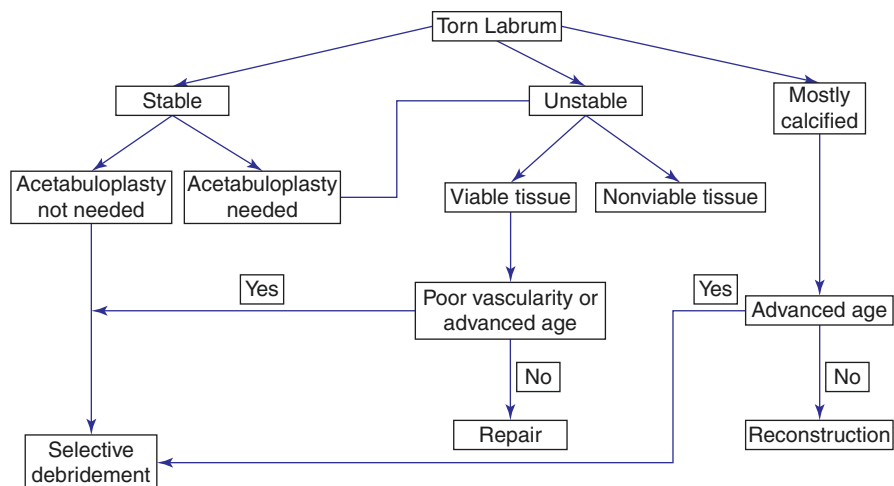 Torn Labrum
Stable
Unstable
Mostly
calcified
Acetabuloplasty
not needed
Acetabuloplasty
needed
Viable tissue
Nonviable tissue
Yes
Poor vascularity or
advanced age
Yes
Advanced age
No
No
Selective
debridement
Repair
Reconstruction